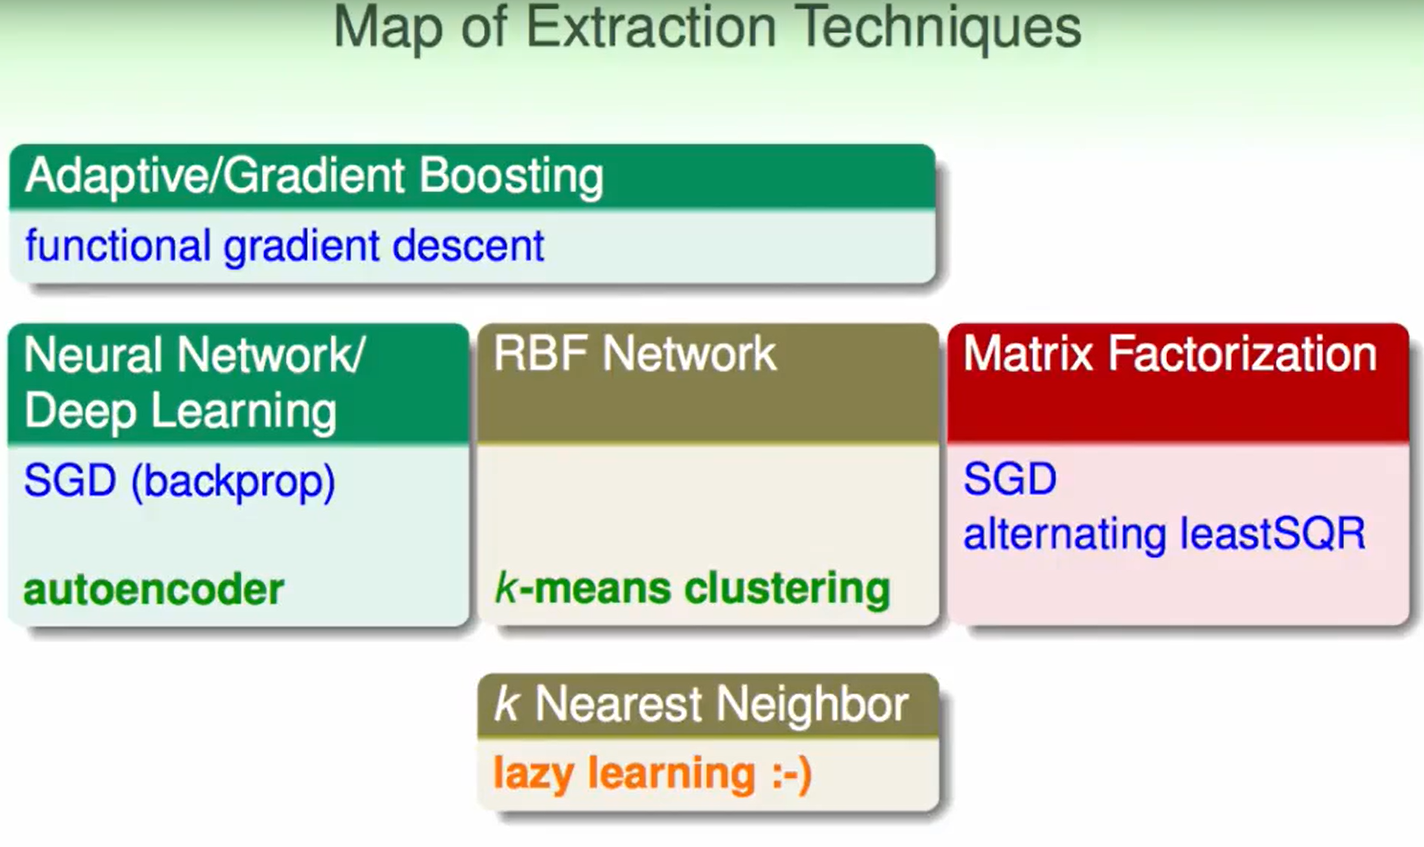 Map of Extraction Techniques
Adaptive/Gradient Boosting
functional gradient descent
Neural Network/
Deep Learning
SGD (backprop)
autoencoder
RBF Network
k-means clustering
Matrix Factorization
SGD
alternating leastSQR
k Nearest Neighbor
lazy learning :-)